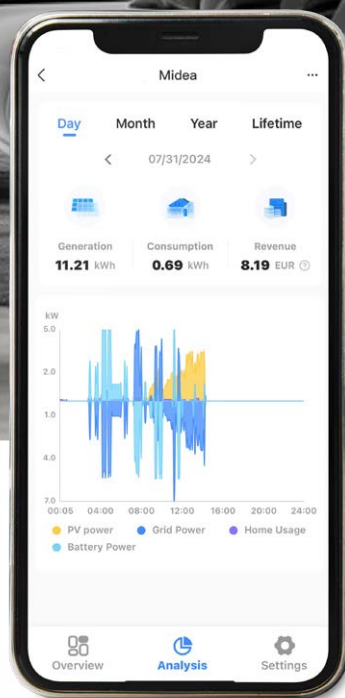 Midea
Day Month Year Lifetime
07/31/2024
Generation Consumption Revenue
11.21 kWh 0.69 kWh 8.19 EUR
kW
5.0
2.0
1.0
4.0
7.0
00:05 04:00 08:00 12:00 16:00 20:00 24:00
PV power Grid Power Home Usage
Battery Power
Overview Analysis Settings